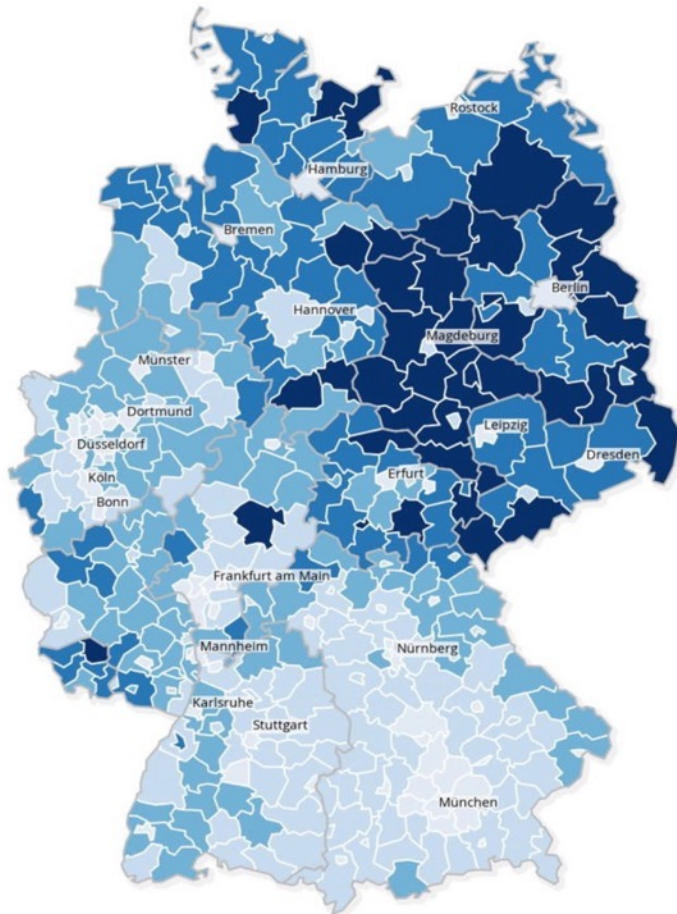 Rostock
Hamburg
Bremen
Berlin
Hannover
Magdeburg
Münster
Dortmund
Leipzig
Düsseldorf
Dresden
Erfurt
Köln
Bonn
Frankfurt am Main
Mannheim
Nürnberg
Karlsruhe
Stuttgart
München